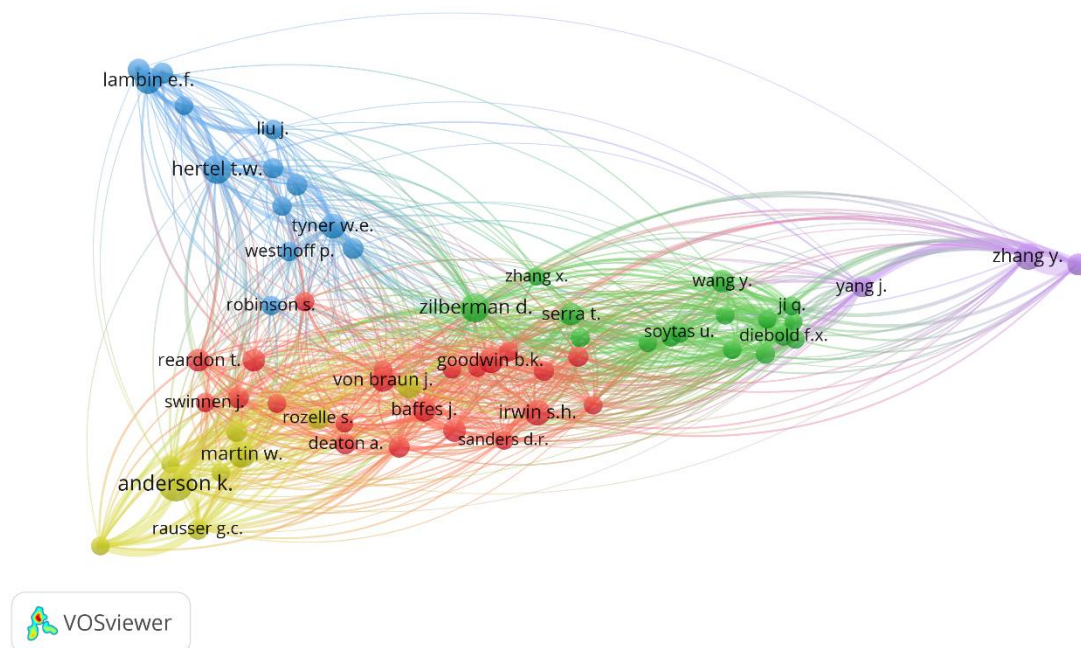 lambin e.f.
liu j.
hertel t.w.
tyner w.e.
westhoff p.
zhang y.
zhang x.
wang y.
yang j.
robinson s.
zilberman d.
serra t.
ji q.
soytas u.
diebold f.x.
reardon t.
goodwin b.k.
von braun j.
swinnen j.
baffes j.
irwin s.h.
rozelle s.
deaton a.
sanders d.r.
martin w.
anderson k.
rausser g.c.
VOSviewer